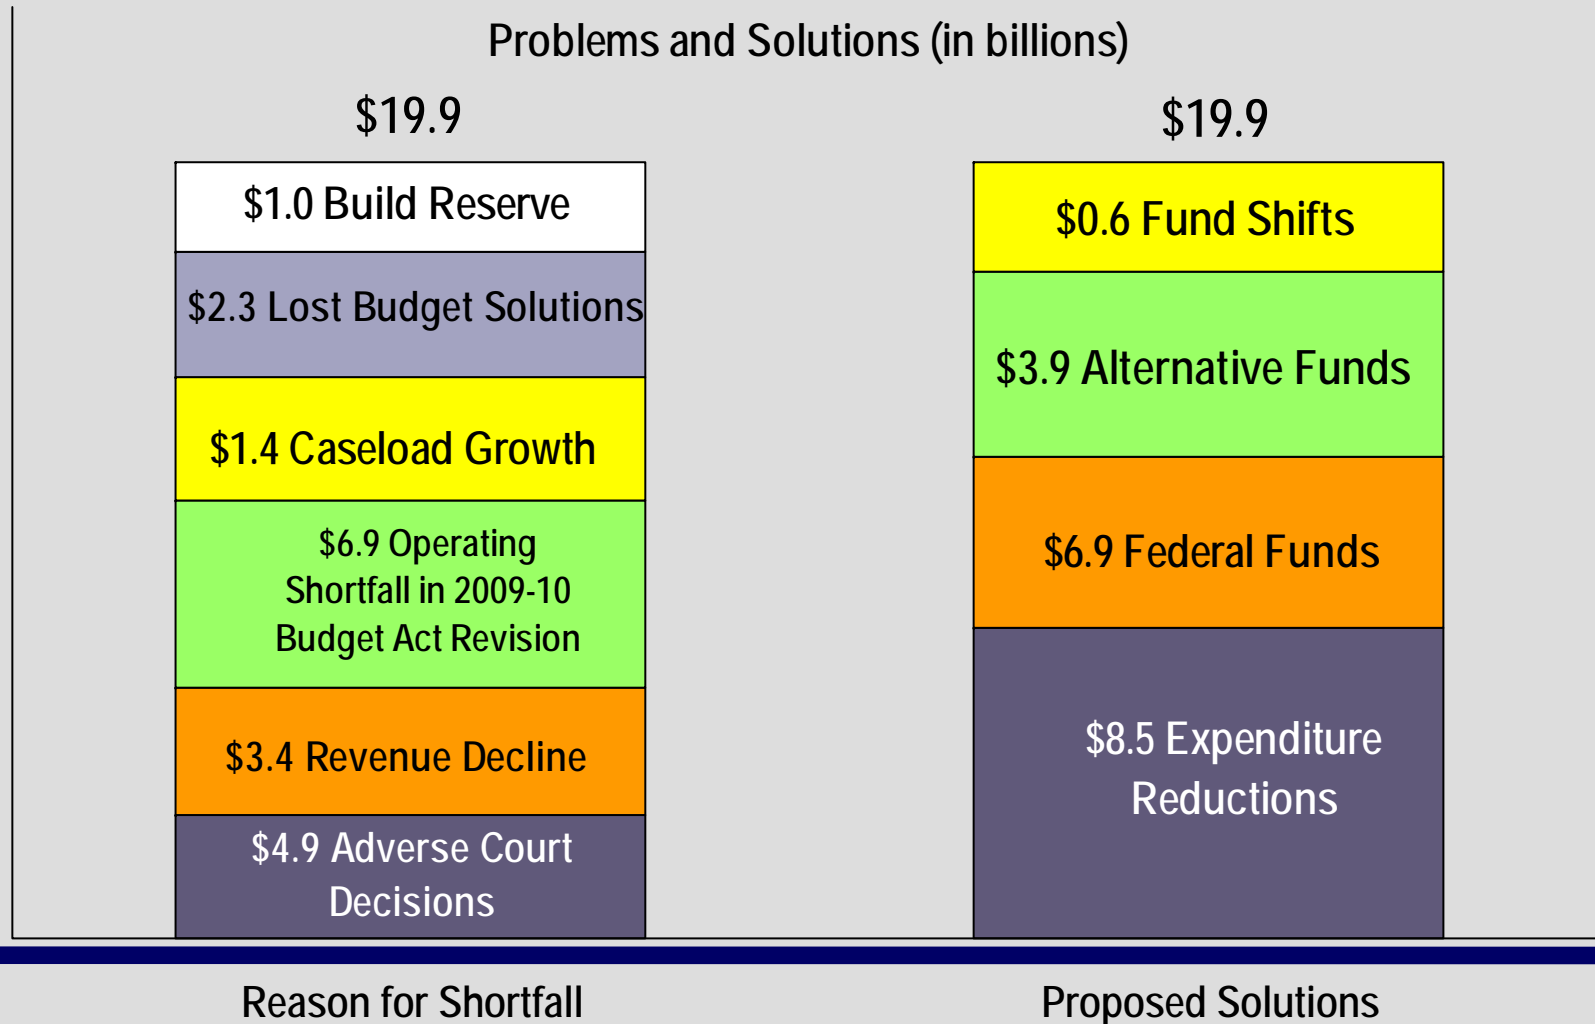 Problems and Solutions (in billions)
$19.9
$1.0 Build Reserve
$2.3 Lost Budget Solutions
$1.4 Caseload Growth
$6.9 Operating
Shortfall in 2009-10
Budget Act Revision
$3.4 Revenue Decline
$4.9 Adverse Court
Decisions
Reason for Shortfall
$19.9
$0.6 Fund Shifts
$3.9 Alternative Funds
$6.9 Federal Funds
$8.5 Expenditure
Reductions
Proposed Solutions